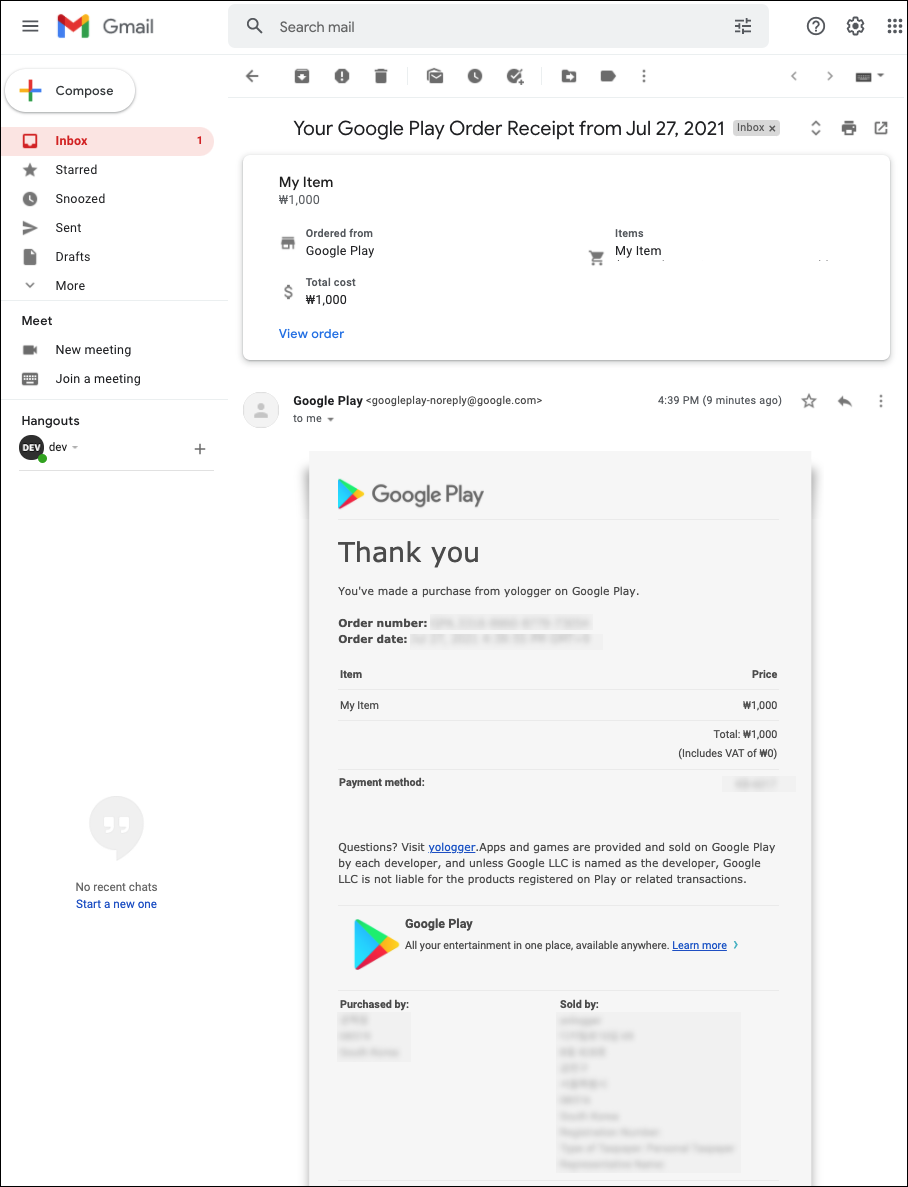 Gmail
Search mail
Compose
Inbox 1
Starred
Snoozed
Sent
Drafts
More
Meet
New meeting
Join a meeting
Hangouts
DEV dev
No recent chats
Start a new one
Your Google Play Order Receipt from Jul 27, 2021 Inbox x
My Item
₩1,000
Ordered from
Google Play
Items
My Item
Total cost
₩1,000
View order
Google Play <googleplay-noreply@google.com> 4:39 PM (9 minutes ago)
to me
Google Play
Thank you
You've made a purchase from yologger on Google Play.
Order number:
Order date:
Item Price
My Item ₩1,000
Total: ₩1,000
(Includes VAT of ₩0)
Payment method:
Questions? Visit yologger.Apps and games are provided and sold on Google Play
by each developer, and unless Google LLC is named as the developer, Google
LLC is not liable for the products registered on Play or related transactions.
Google Play
All your entertainment in one place, available anywhere. Learn more ›
Purchased by: Sold by: